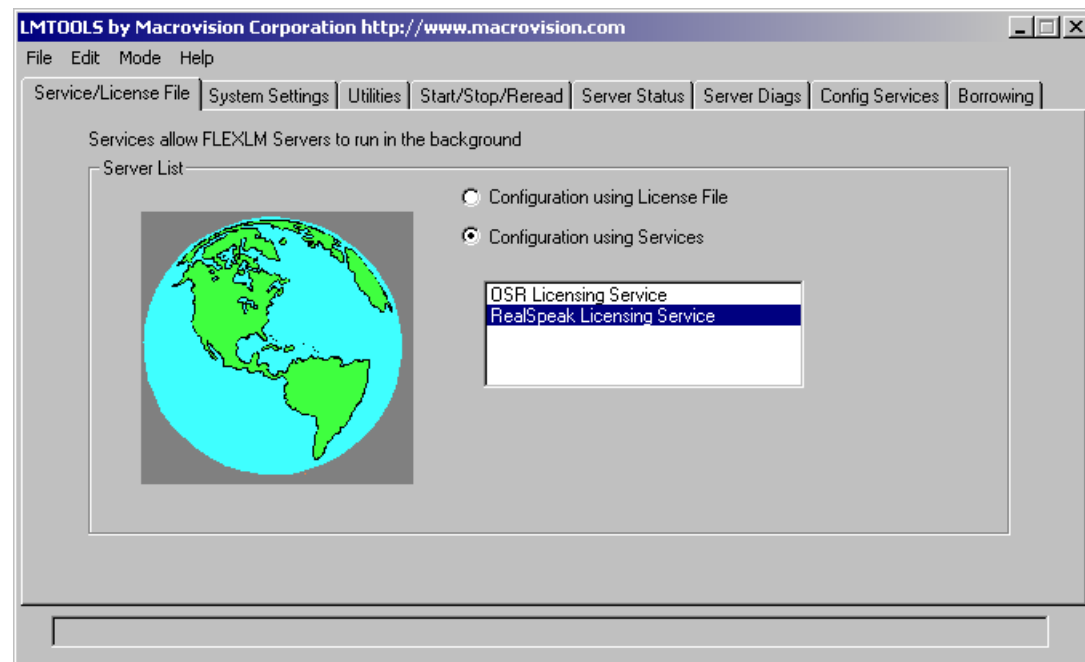 LMTOOLS by Macrovision Corporation http://www.macrovision.com
File Edit Mode Help
Service/License File System Settings Utilities Start/Stop/Reread Server Status Server Diags Config Services Borrowing
Services allow FLEXLM Servers to run in the background
Server List
Configuration using License File
Configuration using Services
OSR Licensing Service
RealSpeak Licensing Service